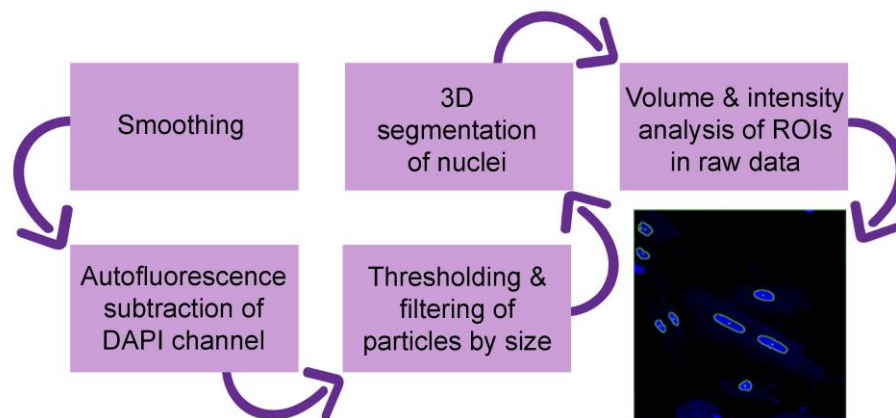 Smoothing
Autofluorescence
subtraction of
DAPI channel
Thresholding &
filtering of
particles by size
3D
segmentation
of nuclei
Volume & intensity
analysis of ROIs
in raw data